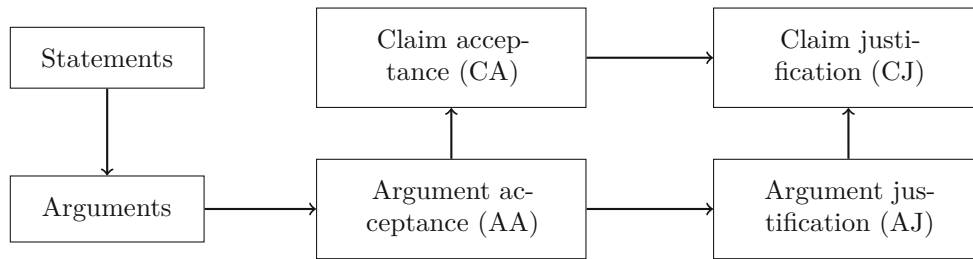 Statements
Claim accep-
tance (CA)
Claim justi-
fication (CJ)
Arguments
Argument ac-
ceptance (AA)
Argument jus-
tification (AJ)